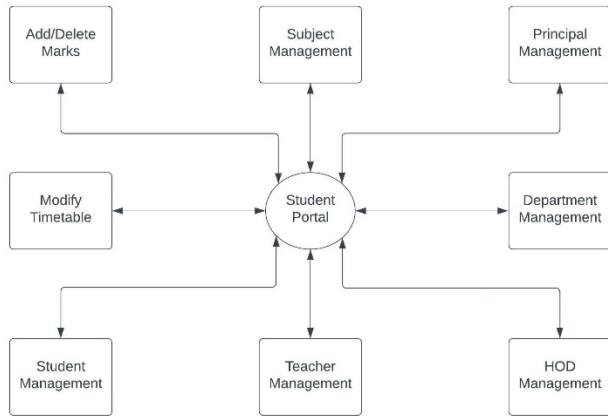 Add/Delete
Marks
Subject
Management
Principal
Management
Modify
Timetable
Student
Portal
Department
Management
Student
Management
Teacher
Management
HOD
Management